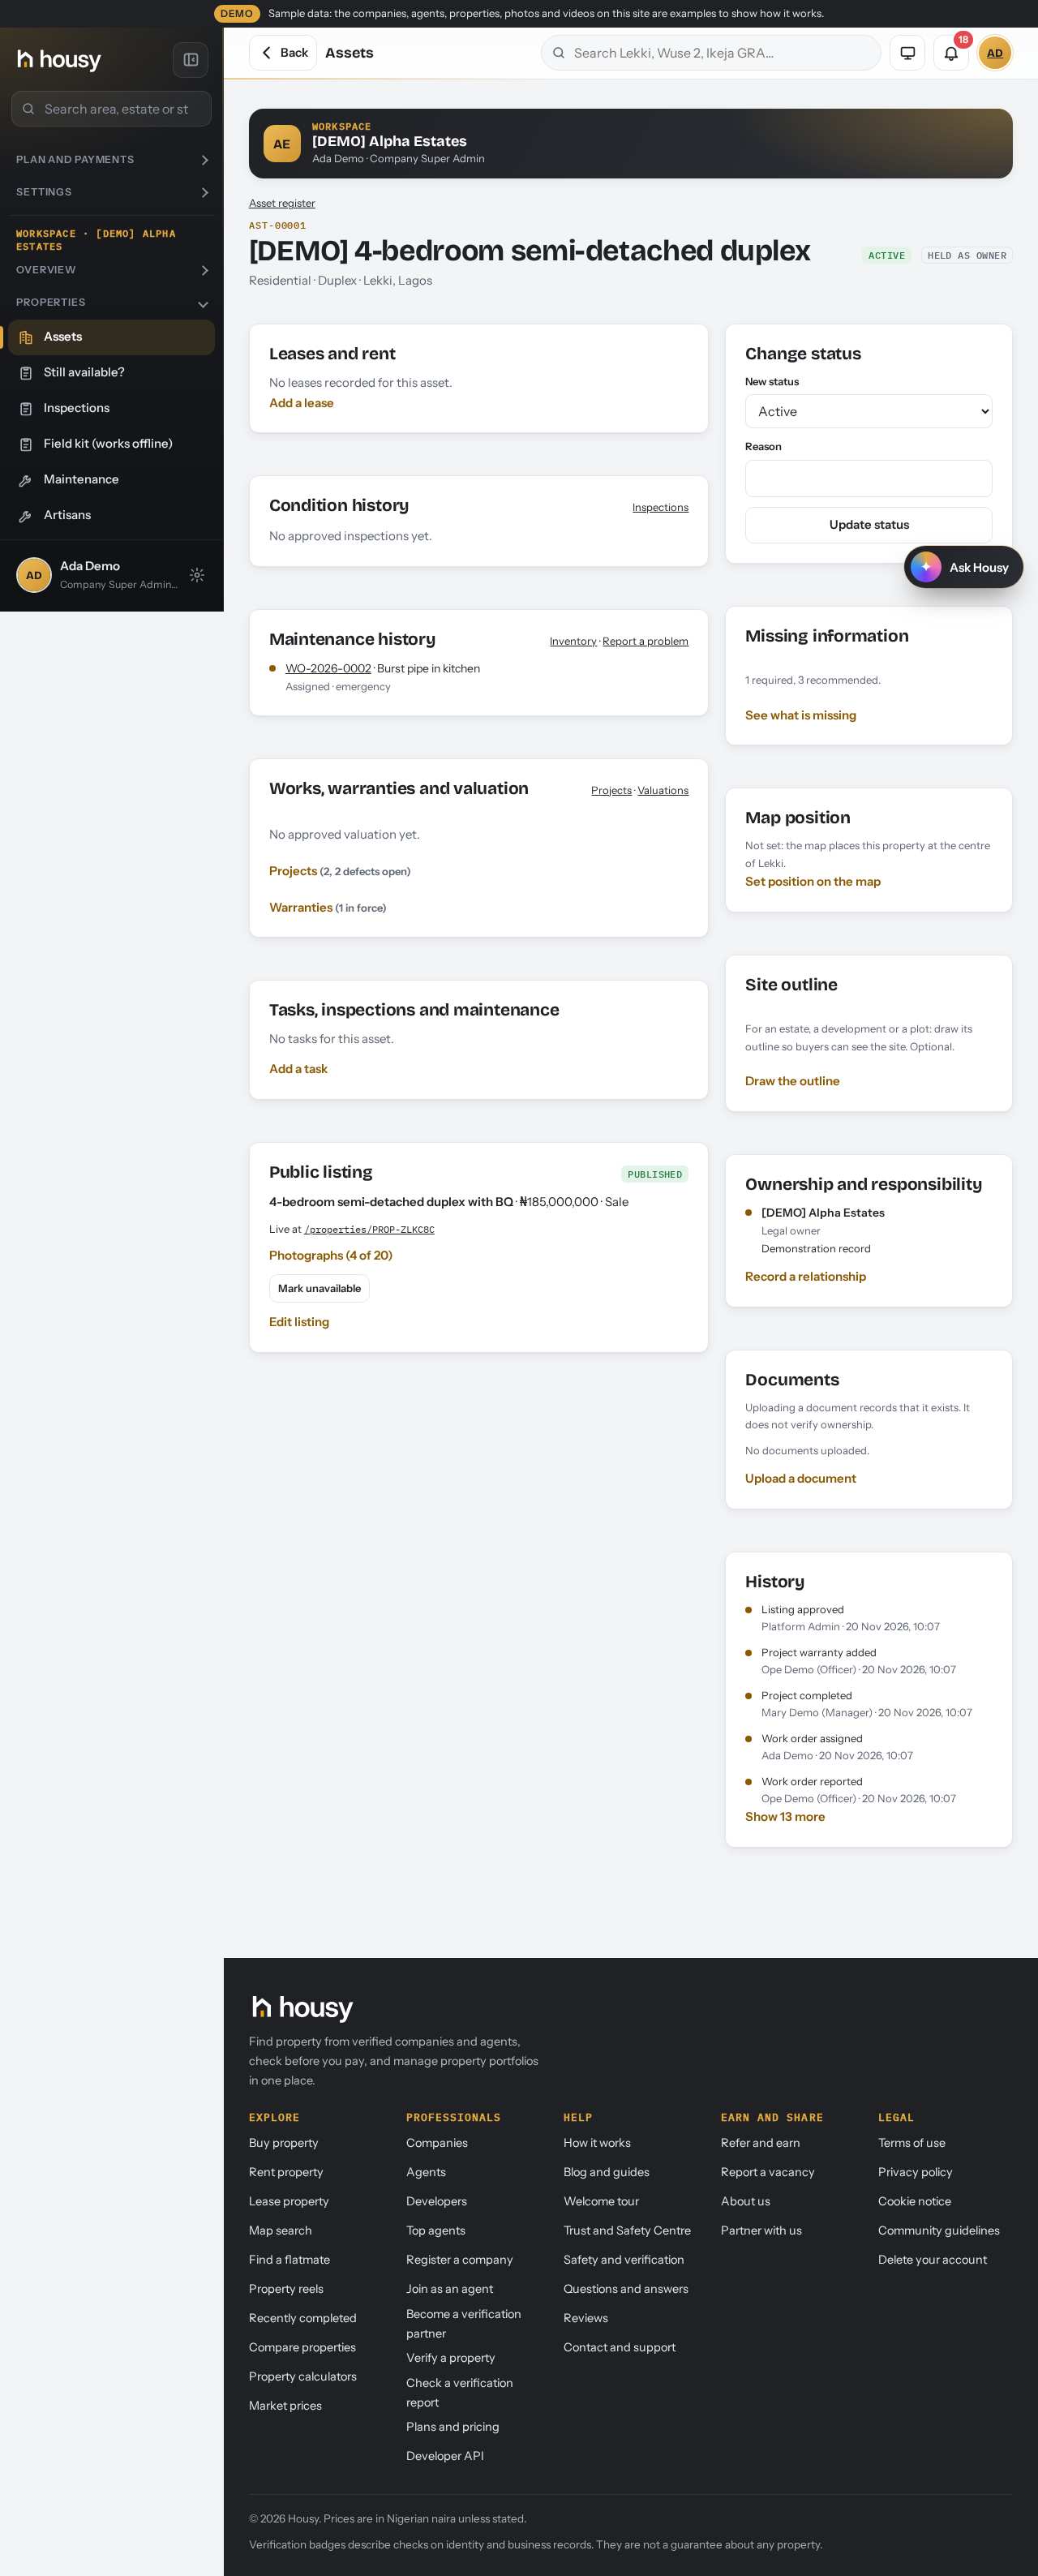 DEMO Sample data: the companies, agents, properties, photos and videos on this site are examples to show how it works.
housy
Search area, estate or st
PLAN AND PAYMENTS
SETTINGS
WORKSPACE · [DEMO] ALPHA
ESTATES
OVERVIEW
PROPERTIES
Assets
Still available?
Inspections
Field kit (works offline)
Maintenance
Artisans
AD
Ada Demo
Company Super Admin...
Back
Assets
Search Lekki, Wuse 2, Ikeja GRA...
18
AD
AE
WORKSPACE
[DEMO] Alpha Estates
Ada Demo · Company Super Admin
Asset register
AST-00001
[DEMO] 4-bedroom semi-detached duplex
ACTIVE
HELD AS OWNER
Residential · Duplex · Lekki, Lagos
Leases and rent
No leases recorded for this asset.
Add a lease
Condition history
Inspections
No approved inspections yet.
Maintenance history
Inventory · Report a problem
WO-2026-0002 · Burst pipe in kitchen
Assigned · emergency
Works, warranties and valuation
Projects · Valuations
No approved valuation yet.
Projects (2, 2 defects open)
Warranties (1 in force)
Tasks, inspections and maintenance
No tasks for this asset.
Add a task
Public listing
PUBLISHED
4-bedroom semi-detached duplex with BQ · ₦185,000,000 · Sale
Live at /properties/PROP-ZLKC8C
Photographs (4 of 20)
Mark unavailable
Edit listing
Change status
New status
Active
Reason
Update status
Ask Housy
Missing information
1 required, 3 recommended.
See what is missing
Map position
Not set: the map places this property at the centre
of Lekki.
Set position on the map
Site outline
For an estate, a development or a plot: draw its
outline so buyers can see the site. Optional.
Draw the outline
Ownership and responsibility
[DEMO] Alpha Estates
Legal owner
Demonstration record
Record a relationship
Documents
Uploading a document records that it exists. It
does not verify ownership.
No documents uploaded.
Upload a document
History
Listing approved
Platform Admin · 20 Nov 2026, 10:07
Project warranty added
Ope Demo (Officer) · 20 Nov 2026, 10:07
Project completed
Mary Demo (Manager) · 20 Nov 2026, 10:07
Work order assigned
Ada Demo · 20 Nov 2026, 10:07
Work order reported
Ope Demo (Officer) · 20 Nov 2026, 10:07
Show 13 more
housy
Find property from verified companies and agents,
check before you pay, and manage property portfolios
in one place.
EXPLORE
Buy property
Rent property
Lease property
Map search
Find a flatmate
Property reels
Recently completed
Compare properties
Property calculators
Market prices
PROFESSIONALS
Companies
Agents
Developers
Top agents
Register a company
Join as an agent
Become a verification
partner
Verify a property
Check a verification
report
Plans and pricing
Developer API
HELP
How it works
Blog and guides
Welcome tour
Trust and Safety Centre
Safety and verification
Questions and answers
Reviews
Contact and support
EARN AND SHARE
Refer and earn
Report a vacancy
About us
Partner with us
LEGAL
Terms of use
Privacy policy
Cookie notice
Community guidelines
Delete your account
© 2026 Housy. Prices are in Nigerian naira unless stated.
Verification badges describe checks on identity and business records. They are not a guarantee about any property.